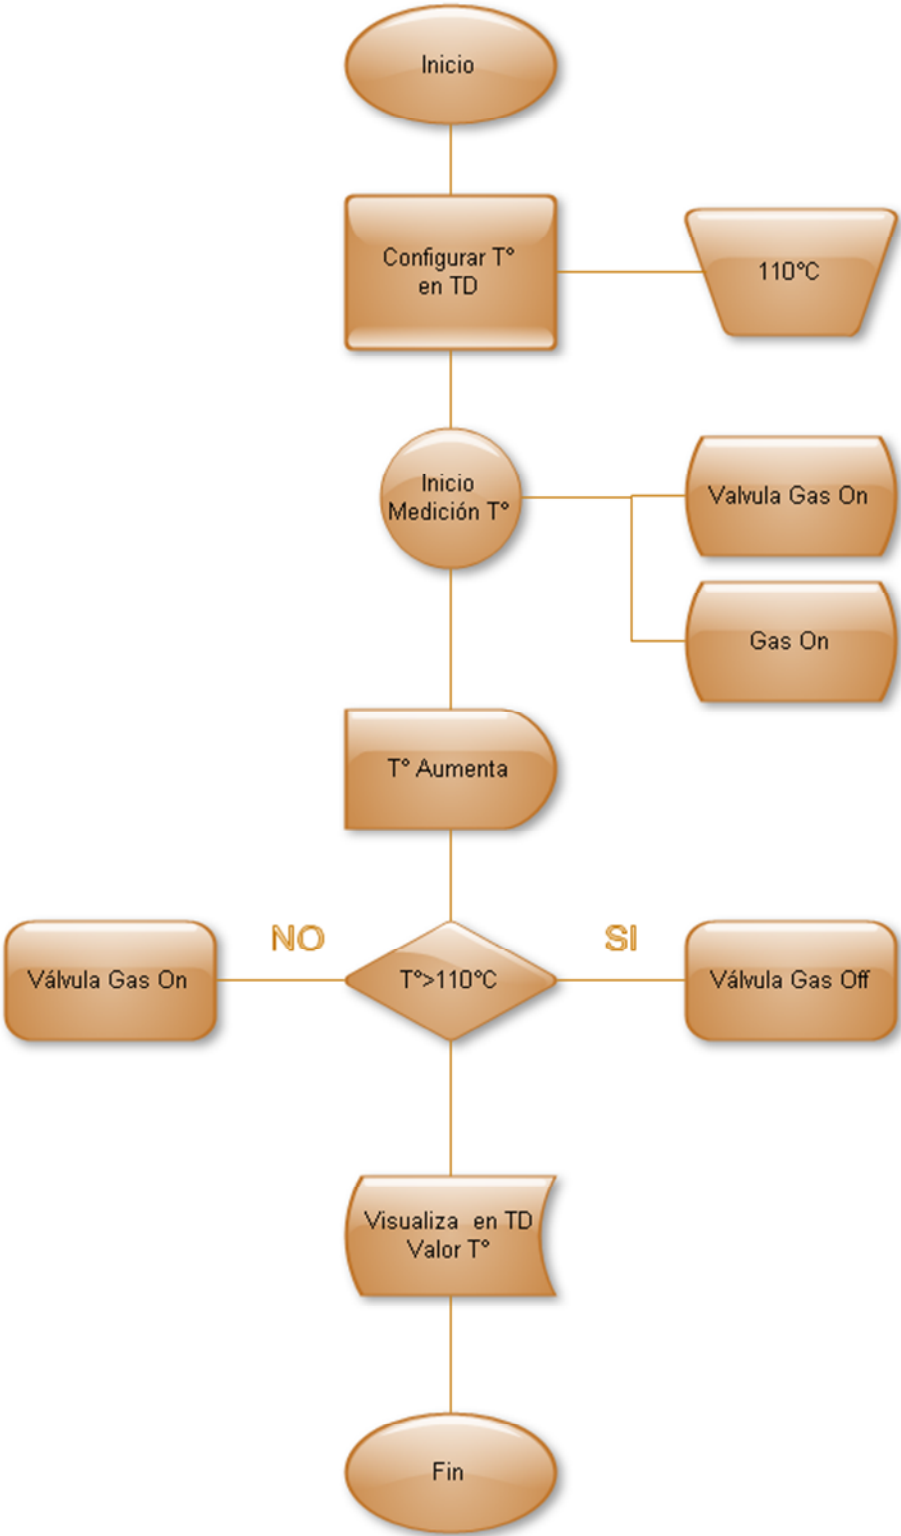 Inicio
Configurar T°
en TD
110°C
Inicio
Medición T°
Valvula Gas On
Gas On
T° Aumenta
NO
SI
Válvula Gas On
T°>110°C
Válvula Gas Off
Visualiza en TD
Valor T°
Fin